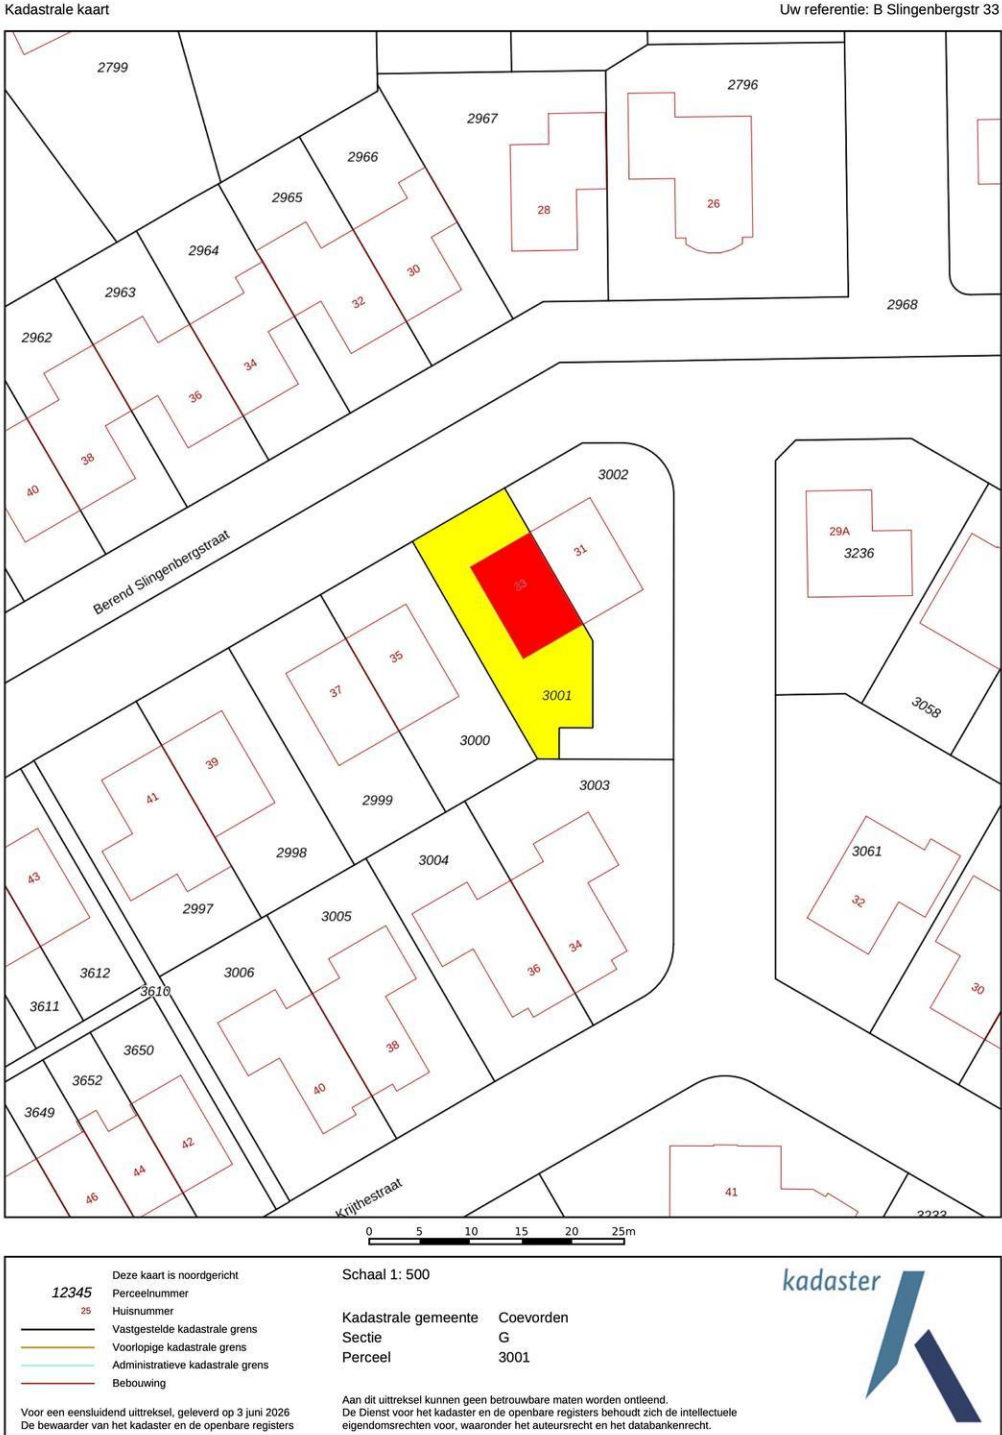 Kadastrale kaart
Uw referentie: B Slingenbergstr 33
2799
2796
2967
2966
2965
28
26
2964
30
2963
32
2968
2962
34
36
38
40
3002
29A
31
3236
33
Berend Slingenbergstraat
35
37
3001
3058
3000
39
3003
41
2999
3061
2998
3004
43
32
2997
3005
34
3612
3006
36
3610
30
3611
38
3650
3652
40
3649
42
44
46
41
Krijthestraat
3233
0 5 10 15 20 25m
Deze kaart is noordgericht
12345 Perceelnummer
25 Huisnummer
Vastgestelde kadastrale grens
Voorlopige kadastrale grens
Administratieve kadastrale grens
Bebouwing
Voor een eensluidend uittreksel, geleverd op 3 juni 2026
De bewaarder van het kadaster en de openbare registers
Schaal 1: 500
Kadastrale gemeente Coevorden
Sectie G
Perceel 3001
Aan dit uittreksel kunnen geen betrouwbare maten worden ontleend.
De Dienst voor het kadaster en de openbare registers behoudt zich de intellectuele
eigendomsrechten voor, waaronder het auteursrecht en het databankenrecht.
kadaster